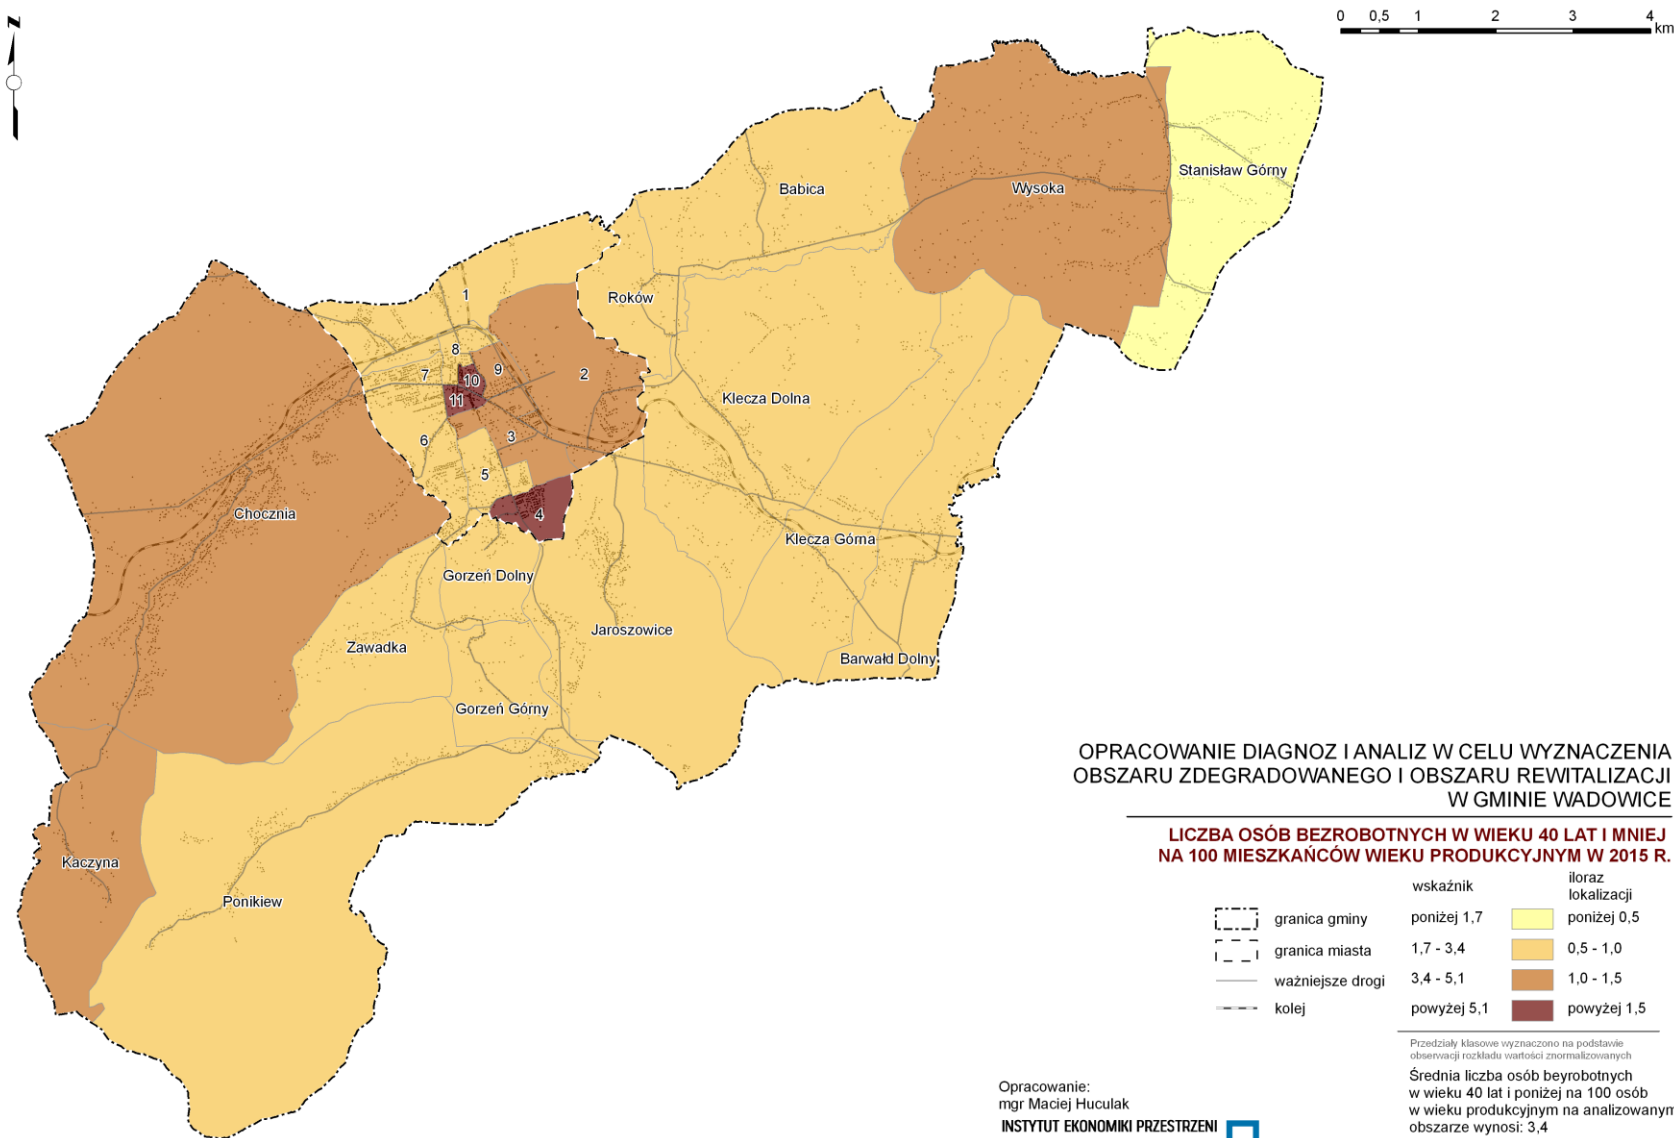 z
0 0,5 1 2 3 4
km
Stanisław Górny
Babica
Wysoka
1
Roków
8
9
7
10
2
11
Klecza Dolna
6
3
5
4
Chocznia
Klecza Górna
Gorzeń Dolny
Jaroszowice
Zawadka
Barwałd Dolny
Gorzeń Górny
Kaczyna
Ponikiew
OPRACOWANIE DIAGNOZ I ANALIZ W CELU WYZNACZENIA
OBSZARU ZDEGRADOWANEGO I OBSZARU REWITALIZACJI
W GMINIE WADOWICE
LICZBA OSÓB BEZROBOTNYCH W WIEKU 40 LAT I MNIEJ
NA 100 MIESZKAŃCÓW WIEKU PRODUKCYJNYM W 2015 R.
wskaźnik
iloraz
lokalizacji
granica gminy poniżej 1,7 poniżej 0,5
granica miasta 1,7 - 3,4 0,5 - 1,0
ważniejsze drogi 3,4 - 5,1 1,0 - 1,5
kolej powyżej 5,1 powyżej 1,5
Przedziały klasowe wyznaczono na podstawie
obserwacji rozkładu wartości znormalizowanych
Średnia liczba osób beyrobotnych
w wieku 40 lat i poniżej na 100 osób
w wieku produkcyjnym na analizowanym
obszarze wynosi: 3,4
Opracowanie:
mgr Maciej Huculak
INSTYTUT EKONOMIKI PRZESTRZENI